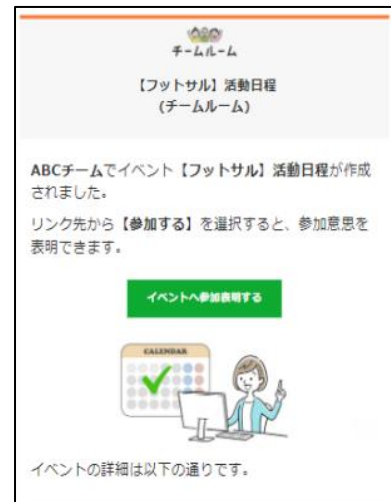 チームルーム
【フットサル】活動日程
(チームルーム)
ABCチームでイベント【フットサル】活動日程が作成
されました。
リンク先から【参加する】を選択すると、参加意思を
表明できます。
イベントへ参加表明する
CALENDAR
イベントの詳細は以下の通りです。